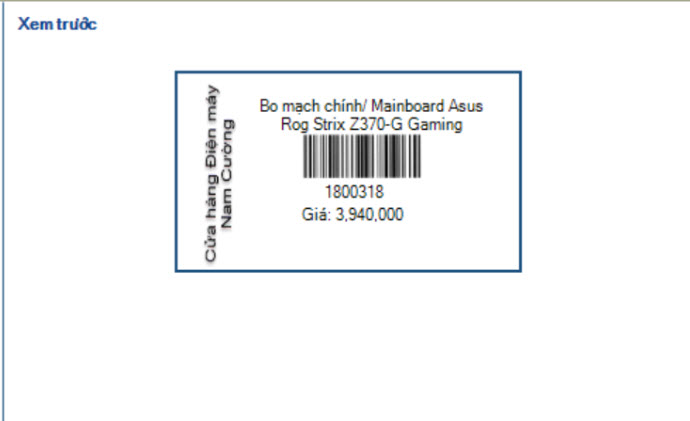 Xem trước
Cửa hàng Điện máy
Nam Cường
Bo mạch chính/ Mainboard Asus
Rog Strix Z370-G Gaming
1800318
Giá: 3,940,000